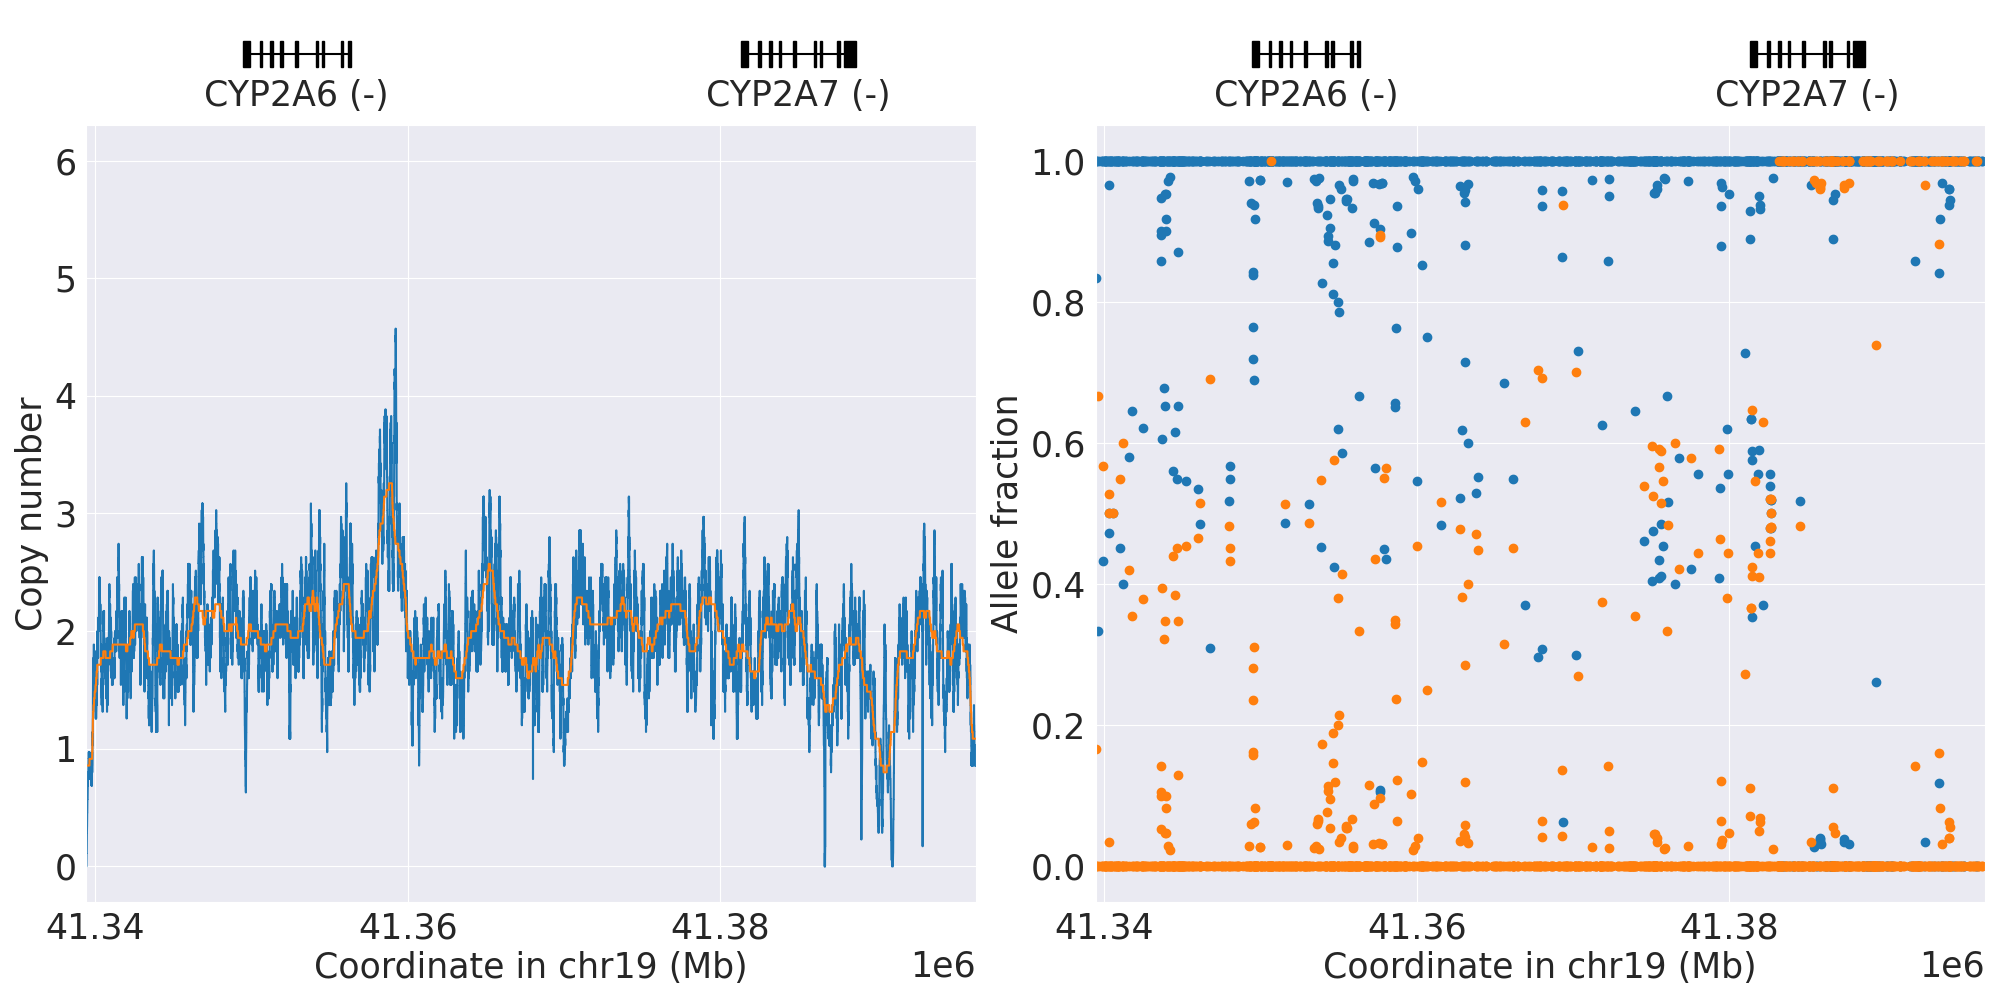 CYP2A6 (-)
CYP2A7 (-)
CYP2A6 (-)
CYP2A7 (-)
6
5
4
3
2
1
0
Copy number
41.34
41.36
41.38
Coordinate in chr19 (Mb)
1e6
1.0
0.8
0.6
0.4
0.2
0.0
Allele fraction
41.34
41.36
41.38
Coordinate in chr19 (Mb)
1e6